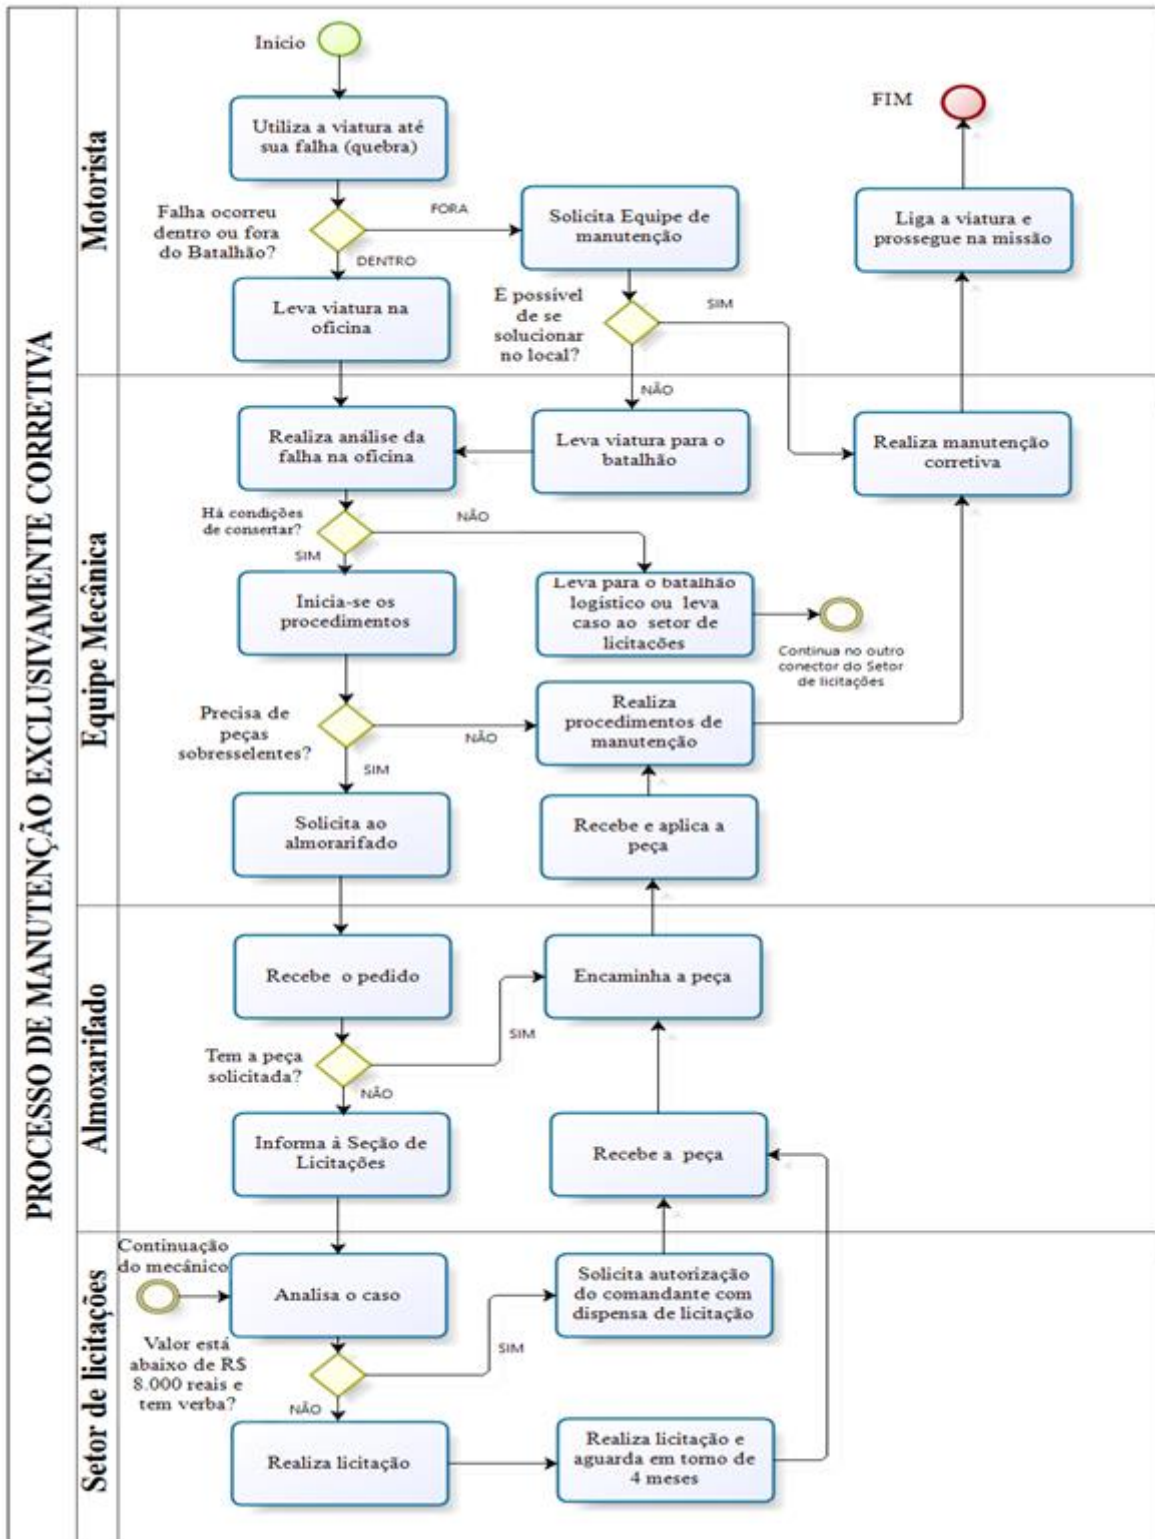 PROCESSO DE MANUTENÇÃO EXCLUSIVAMENTE CORRETIVA
Motorista
Início
FIM
Utiliza a viatura até
sua falha (quebra)
Falha ocorreu
dentro ou fora
do Batalhão?
FORA
DENTRO
Solicita Equipe de
manutenção
Liga a viatura e
prossegue na missão
Leva viatura na
oficina
É possível
de se
solucionar
no local?
SIM
NÃO
Equipe Mecânica
Realiza análise da
falha na oficina
Leva viatura para o
batalhão
Realiza manutenção
corretiva
Há condições
de consertar?
NÃO
SIM
Inicia-se os
procedimentos
Leva para o batalhão
logístico ou leva
caso ao setor de
licitações
Continua no outro
conector do Setor
de licitações
Precisa de
peças
sobresselentes?
NÃO
SIM
Realiza
procedimentos de
manutenção
Solicita ao
almorarifado
Recebe e aplica a
peça
Almoxarifado
Recebe o pedido
Encaminha a peça
Tem a peça
solicitada?
SIM
NÃO
Informa à Seção de
Licitações
Recebe a peça
Setor de licitações
Continuação
do mecânico
Analisa o caso
Solicita autorização
do comandante com
dispensa de licitação
Valor está
abaixo de R$
8.000 reais e
tem verba?
SIM
NÃO
Realiza licitação
Realiza licitação e
aguarda em torno de
4 meses